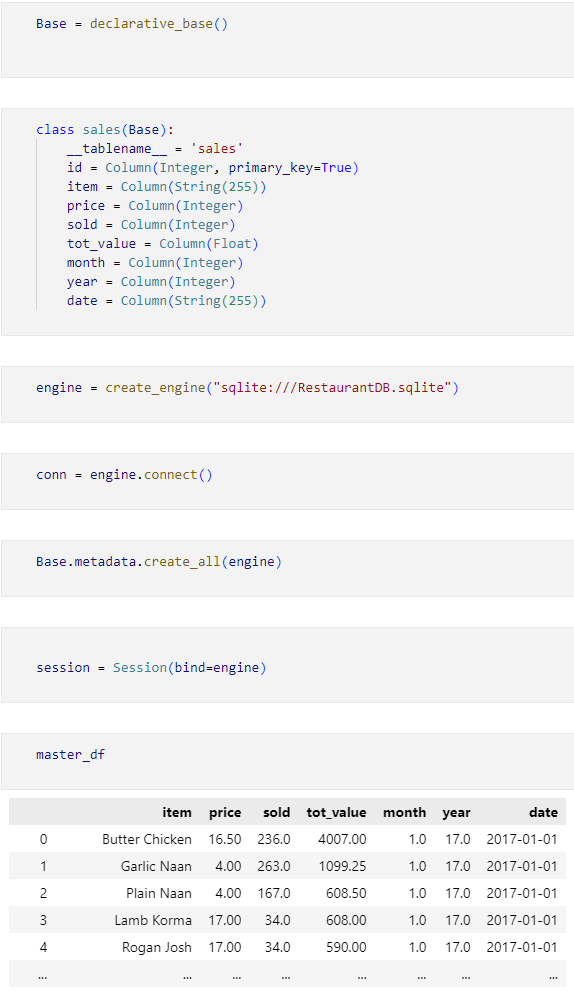 Base = declarative_base()
class sales(Base):
__tablename__ = 'sales'
id = Column(Integer, primary_key=True)
item = Column(String(255))
price = Column(Integer)
sold = Column(Integer)
tot_value = Column(Float)
month = Column(Integer)
year = Column(Integer)
date = Column(String(255))
engine = create_engine("sqlite:///RestaurantDB.sqlite")
conn = engine.connect()
Base.metadata.create_all(engine)
session = Session(bind=engine)
master_df
item price sold tot_value month year date
0 Butter Chicken 16.50 236.0 4007.00 1.0 17.0 2017-01-01
1 Garlic Naan 4.00 263.0 1099.25 1.0 17.0 2017-01-01
2 Plain Naan 4.00 167.0 608.50 1.0 17.0 2017-01-01
3 Lamb Korma 17.00 34.0 608.00 1.0 17.0 2017-01-01
4 Rogan Josh 17.00 34.0 590.00 1.0 17.0 2017-01-01
... ... ... ... ... ... ... ...